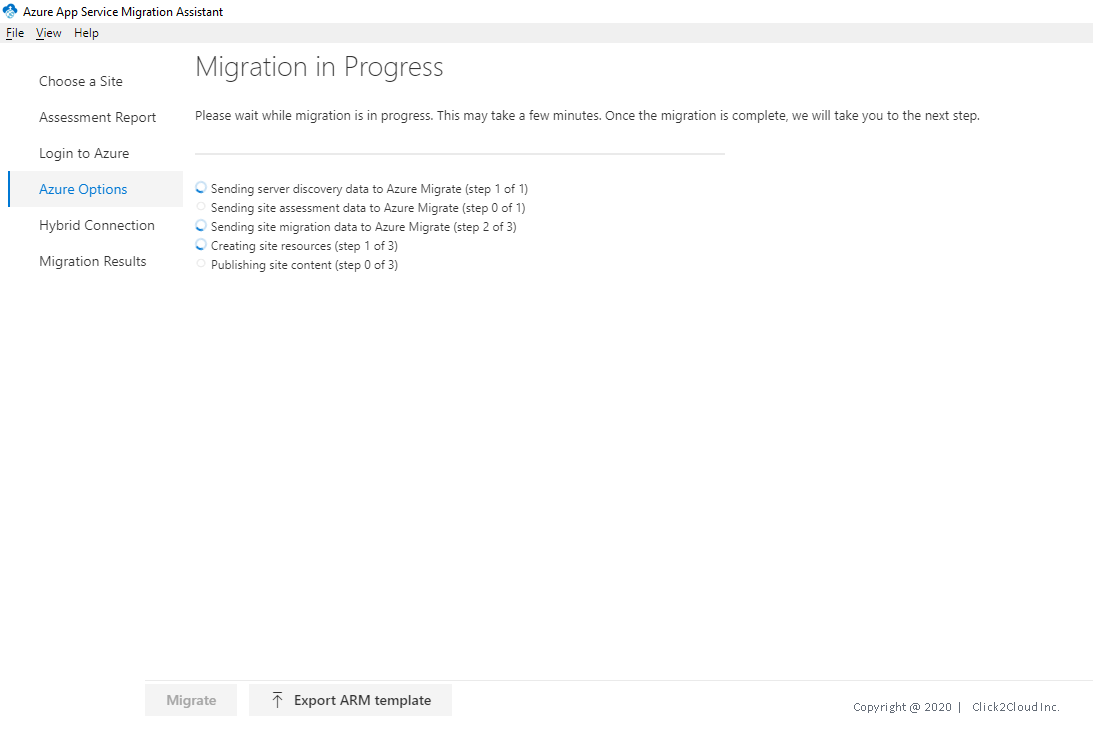 Azure App Service Migration Assistant
File View Help
Choose a Site
Assessment Report
Login to Azure
Azure Options
Hybrid Connection
Migration Results
Migration in Progress
Please wait while migration is in progress. This may take a few minutes. Once the migration is complete, we will take you to the next step.
Sending server discovery data to Azure Migrate (step 1 of 1)
Sending site assessment data to Azure Migrate (step 0 of 1)
Sending site migration data to Azure Migrate (step 2 of 3)
Creating site resources (step 1 of 3)
Publishing site content (step 0 of 3)
Migrate
Export ARM template
Copyright @ 2020 | Click2Cloud Inc.